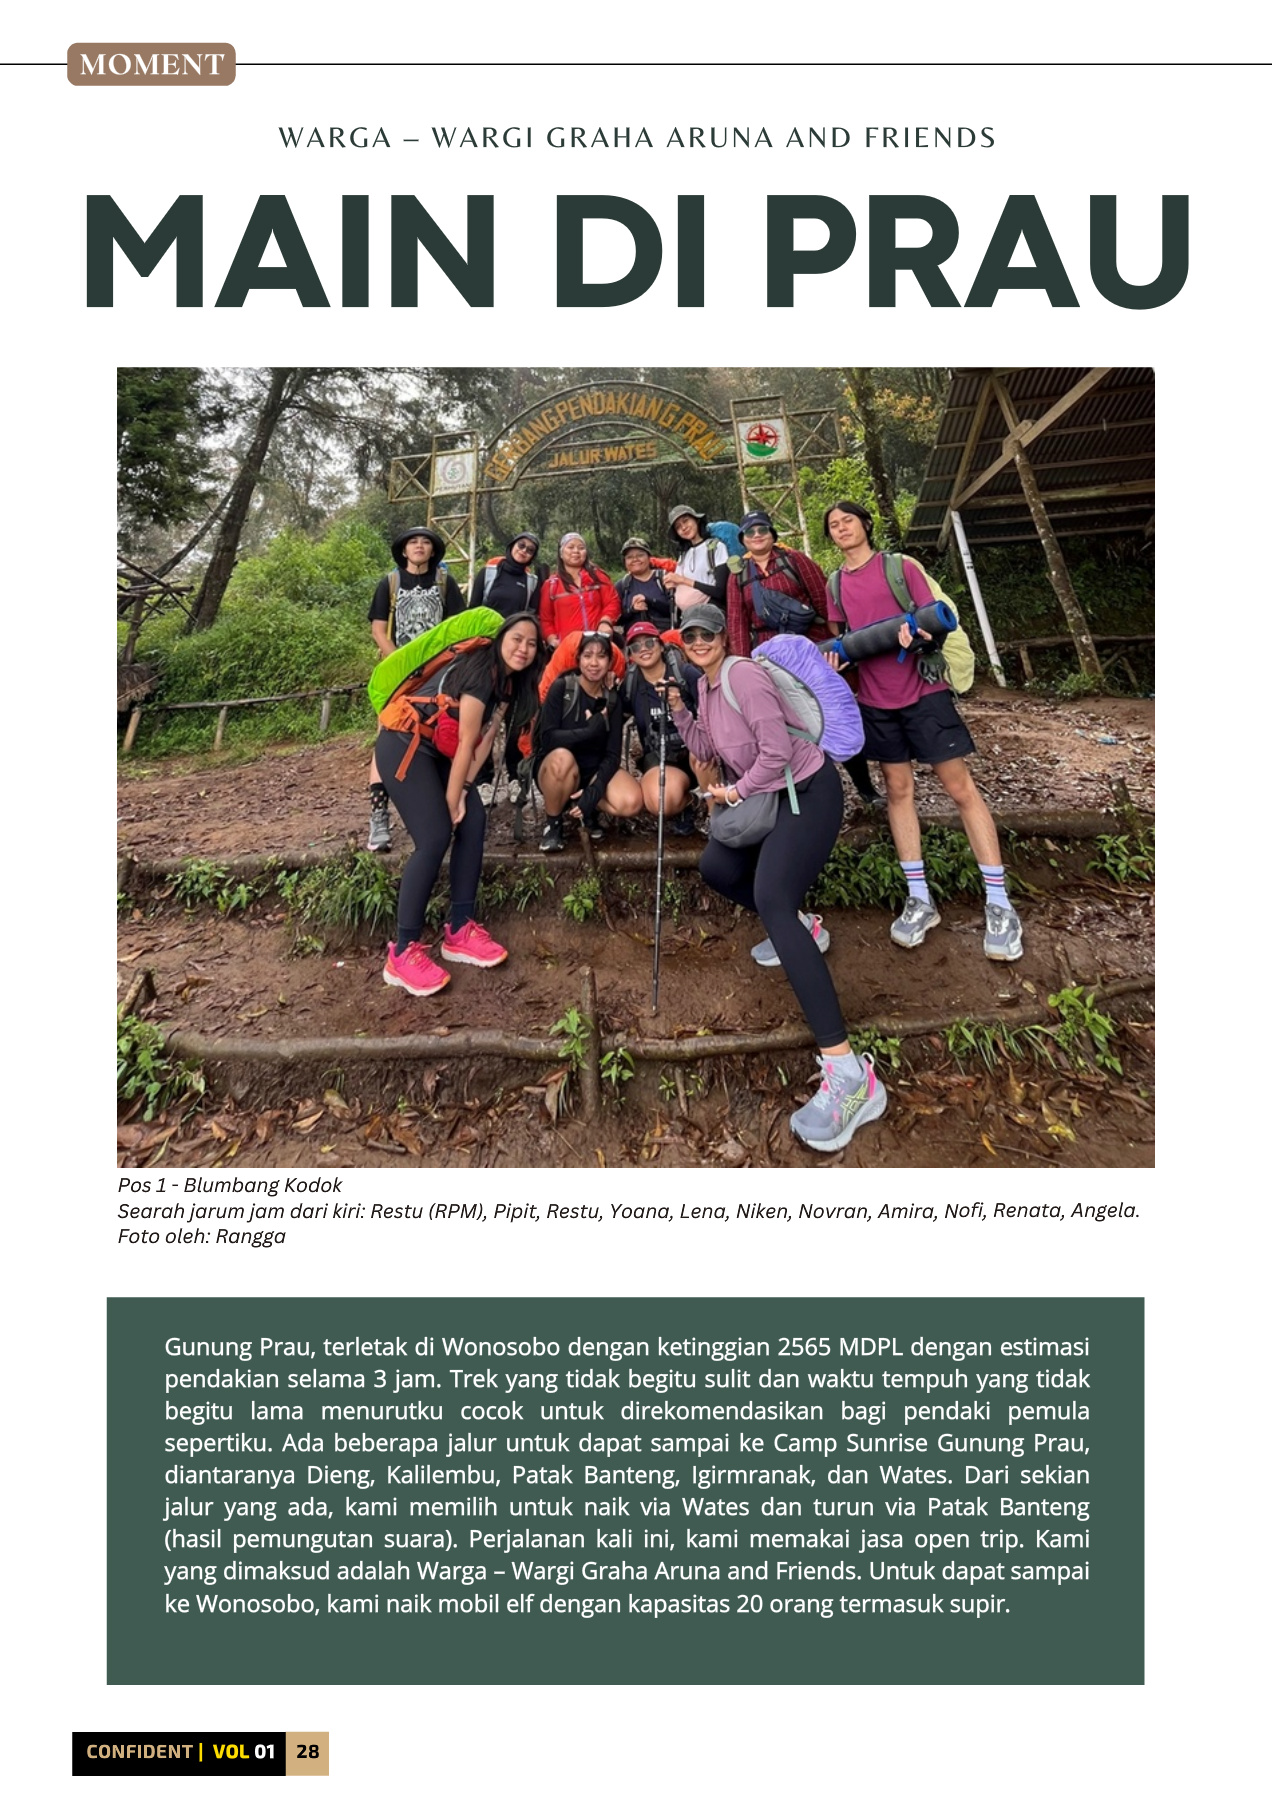 MOMENT
WARGA – WARGI GRAHA ARUNA AND FRIENDS
MAIN DI PRAU
GERBANG PENDAKIAN G. PRAU
JALUR WATES
Pos 1 - Blumbang Kodok
Searah jarum jam dari kiri: Restu (RPM), Pipit, Restu, Yoana, Lena, Niken, Novran, Amira, Nofi, Renata, Angela.
Foto oleh: Rangga
Gunung Prau, terletak di Wonosobo dengan ketinggian 2565 MDPL dengan estimasi
pendakian selama 3 jam. Trek yang tidak begitu sulit dan waktu tempuh yang tidak
begitu lama menurutku cocok untuk direkomendasikan bagi pendaki pemula
sepertiku. Ada beberapa jalur untuk dapat sampai ke Camp Sunrise Gunung Prau,
diantaranya Dieng, Kalilembu, Patak Banteng, Igirmranak, dan Wates. Dari sekian
jalur yang ada, kami memilih untuk naik via Wates dan turun via Patak Banteng
(hasil pemungutan suara). Perjalanan kali ini, kami memakai jasa open trip. Kami
yang dimaksud adalah Warga – Wargi Graha Aruna and Friends. Untuk dapat sampai
ke Wonosobo, kami naik mobil elf dengan kapasitas 20 orang termasuk supir.
CONFIDENT | VOL 01 28